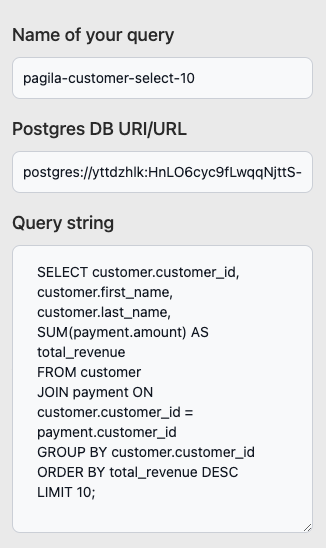 Name of your query
pagila-customer-select-10
Postgres DB URI/URL
postgres://yttdzhlk:HnLO6cyc9fLwqqNjttS-
Query string
SELECT customer.customer_id,
customer.first_name,
customer.last_name,
SUM(payment.amount) AS
total_revenue
FROM customer
JOIN payment ON
customer.customer_id =
payment.customer_id
GROUP BY customer.customer_id
ORDER BY total_revenue DESC
LIMIT 10;